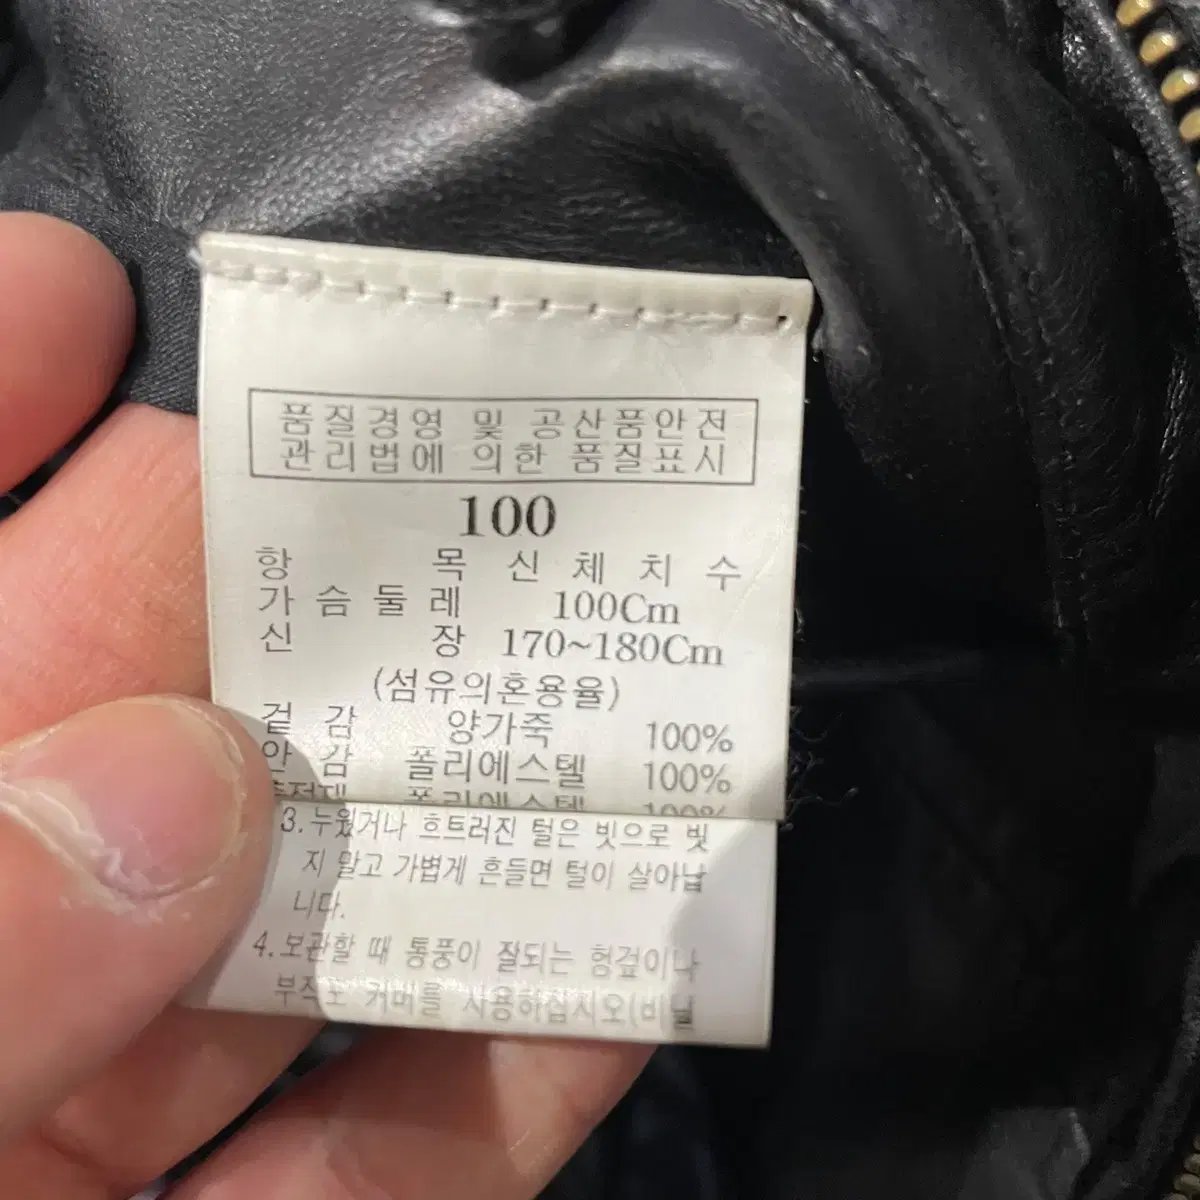 품질경영 및 공산품안전
관리법에 의한 품질표시
100
항 목 신 체 치 수
가 슴 둘 레 100Cm
신 장 170~180Cm
(섬유의혼용율)
겉 감 양가죽 100%
안 감 폴리에스텔 100%
폴리에스텔 100%
3.누웠거나 흐트러진 털은 빗으로 빗
지 말고 가볍게 흔들면 털이 살아납
니다.
4.보관할 때 통풍이 잘되는 헝겊이나
부직포 커버를 사용하십시오(비닐